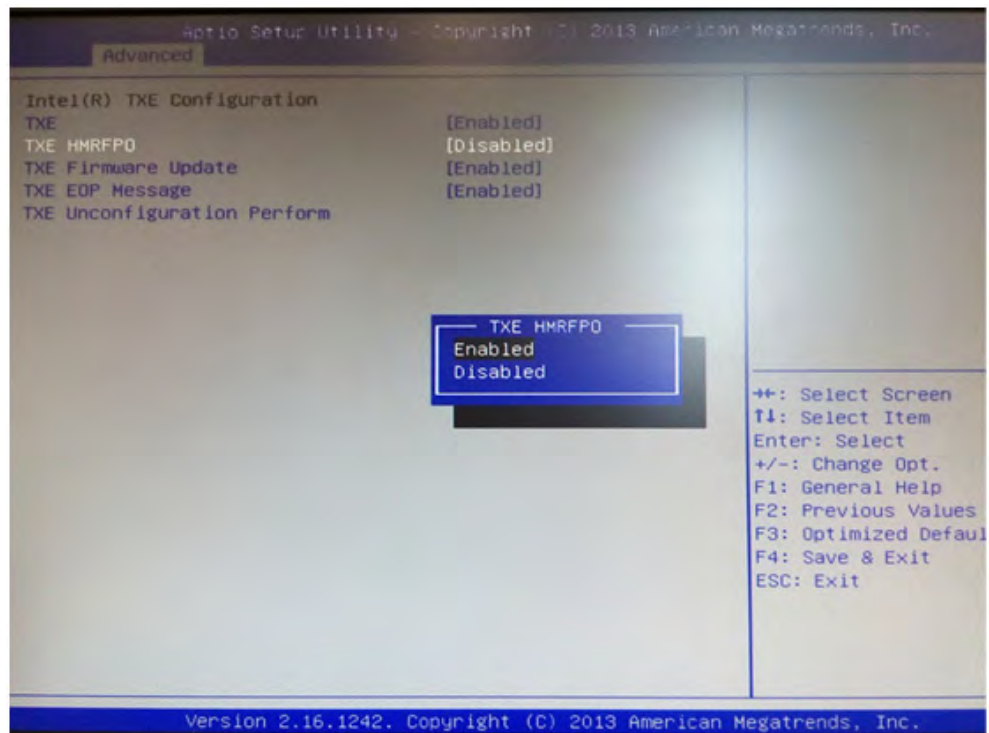 Aptio Setup Utility - Copyright (C) 2013 American Megatrends, Inc.
Advanced
Intel(R) TXE Configuration
TXE [Enabled]
TXE HMRFPO [Disabled]
TXE Firmware Update [Enabled]
TXE EOP Message [Enabled]
TXE Unconfiguration Perform
TXE HMRFPO
Enabled
Disabled
→←: Select Screen
↑↓: Select Item
Enter: Select
+/-: Change Opt.
F1: General Help
F2: Previous Values
F3: Optimized Defaul
F4: Save & Exit
ESC: Exit
Version 2.16.1242. Copyright (C) 2013 American Megatrends, Inc.